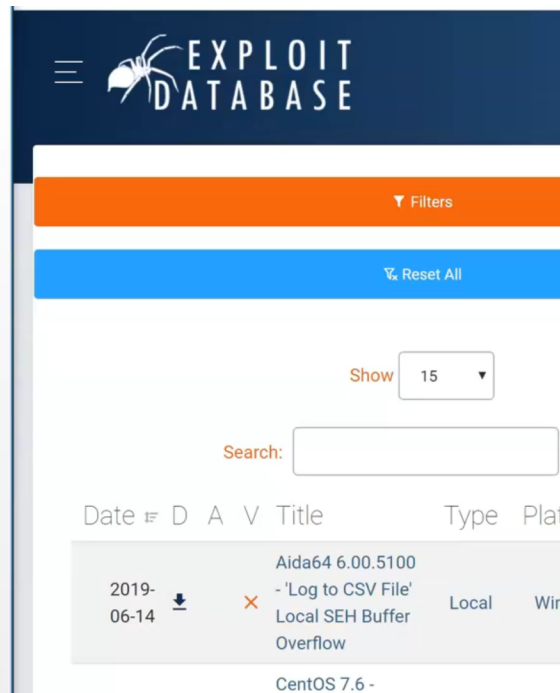 EXPLOIT
DATABASE
Filters
Reset All
Show 15
Search:
Date D A V Title Type
Aida64 6.00.5100
2019- - 'Log to CSV File'
06-14 Local SEH Buffer Local
Overflow
CentOS 7.6 -